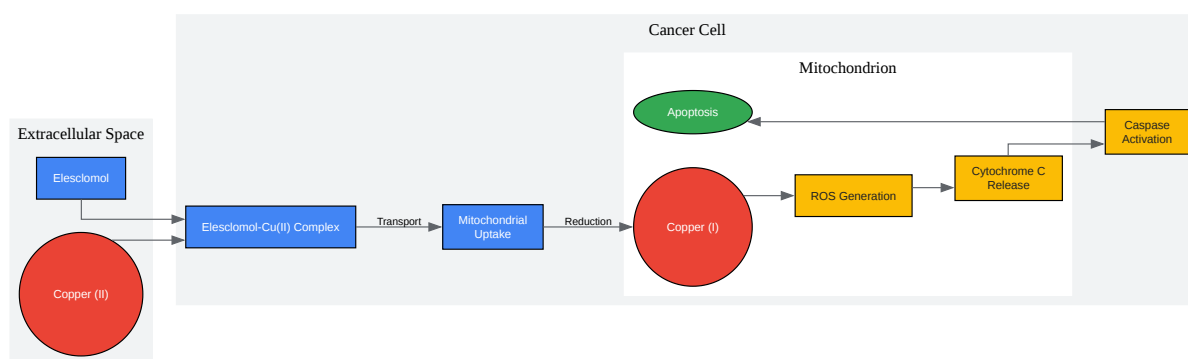 Cancer Cell
Mitochondrion
Extracellular Space
Elesclomol
Copper (II)
Elesclomol-Cu(II) Complex
Transport
Mitochondrial
Uptake
Reduction
Copper (I)
ROS Generation
Cytochrome C
Release
Caspase
Activation
Apoptosis